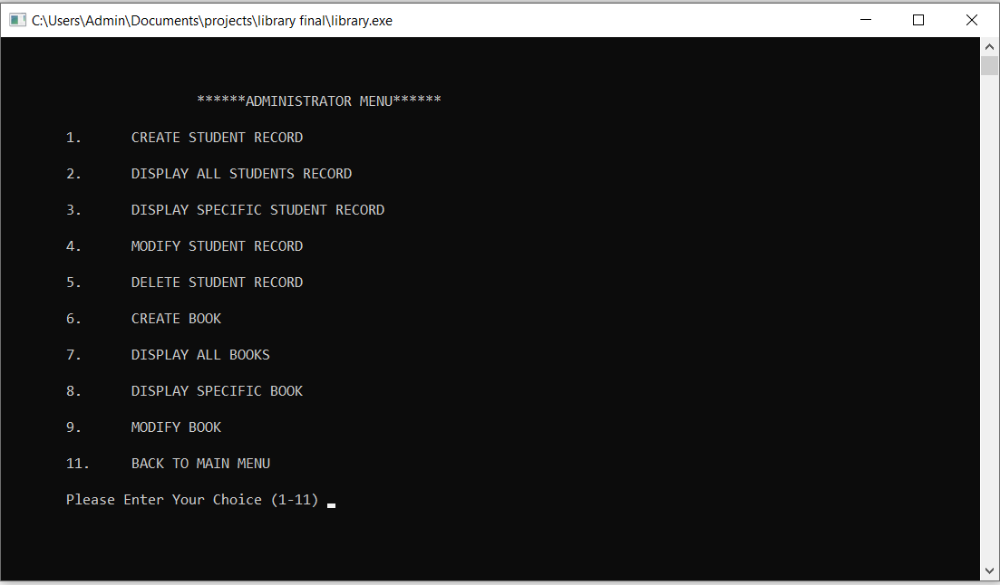 C:\Users\Admin\Documents\projects\library final\library.exe
******ADMINISTRATOR MENU******
1. CREATE STUDENT RECORD
2. DISPLAY ALL STUDENTS RECORD
3. DISPLAY SPECIFIC STUDENT RECORD
4. MODIFY STUDENT RECORD
5. DELETE STUDENT RECORD
6. CREATE BOOK
7. DISPLAY ALL BOOKS
8. DISPLAY SPECIFIC BOOK
9. MODIFY BOOK
11. BACK TO MAIN MENU
Please Enter Your Choice (1-11)